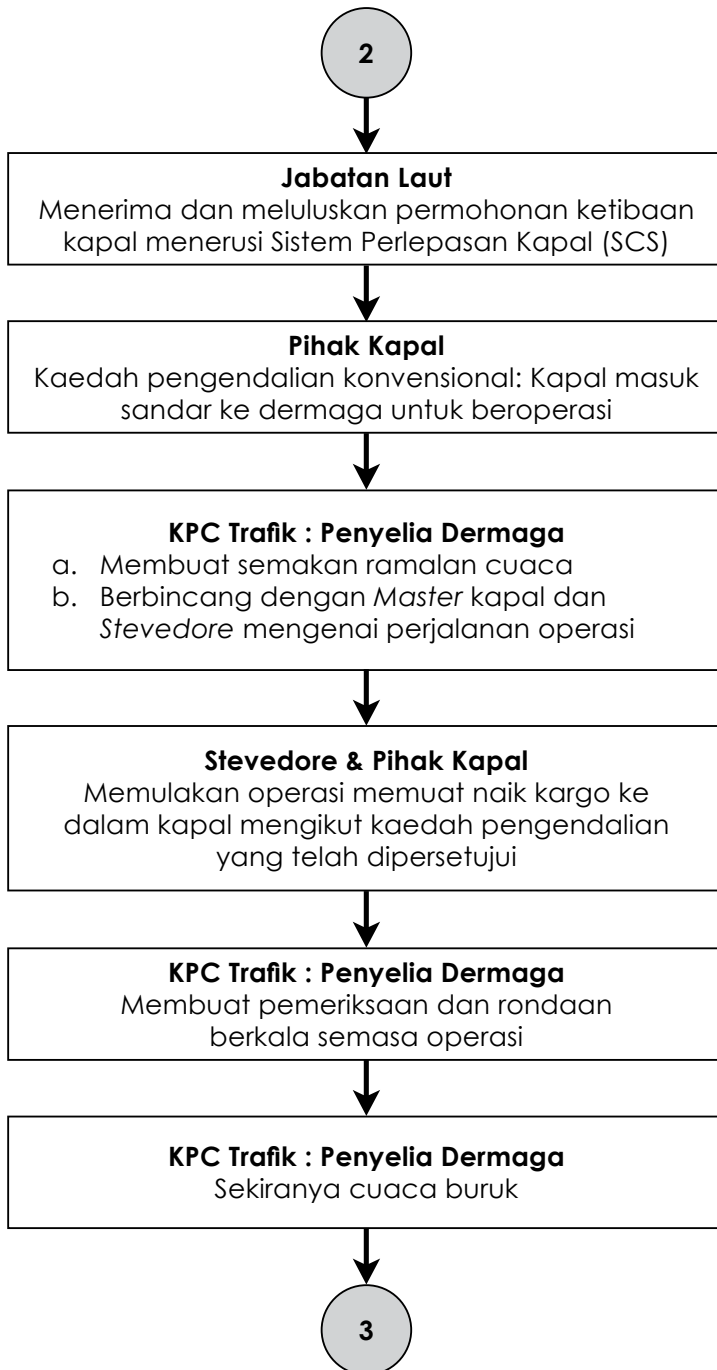 2
Jabatan Laut
Menerima dan meluluskan permohonan ketibaan
kapal menerusi Sistem Perlepasan Kapal (SCS)
Pihak Kapal
Kaedah pengendalian konvensional: Kapal masuk
sandar ke dermaga untuk beroperasi
KPC Trafik : Penyelia Dermaga
a. Membuat semakan ramalan cuaca
b. Berbincang dengan Master kapal dan
Stevedore mengenai perjalanan operasi
Stevedore & Pihak Kapal
Memulakan operasi memuat naik kargo ke
dalam kapal mengikut kaedah pengendalian
yang telah dipersetujui
KPC Trafik : Penyelia Dermaga
Membuat pemeriksaan dan rondaan
berkala semasa operasi
KPC Trafik : Penyelia Dermaga
Sekiranya cuaca buruk
3